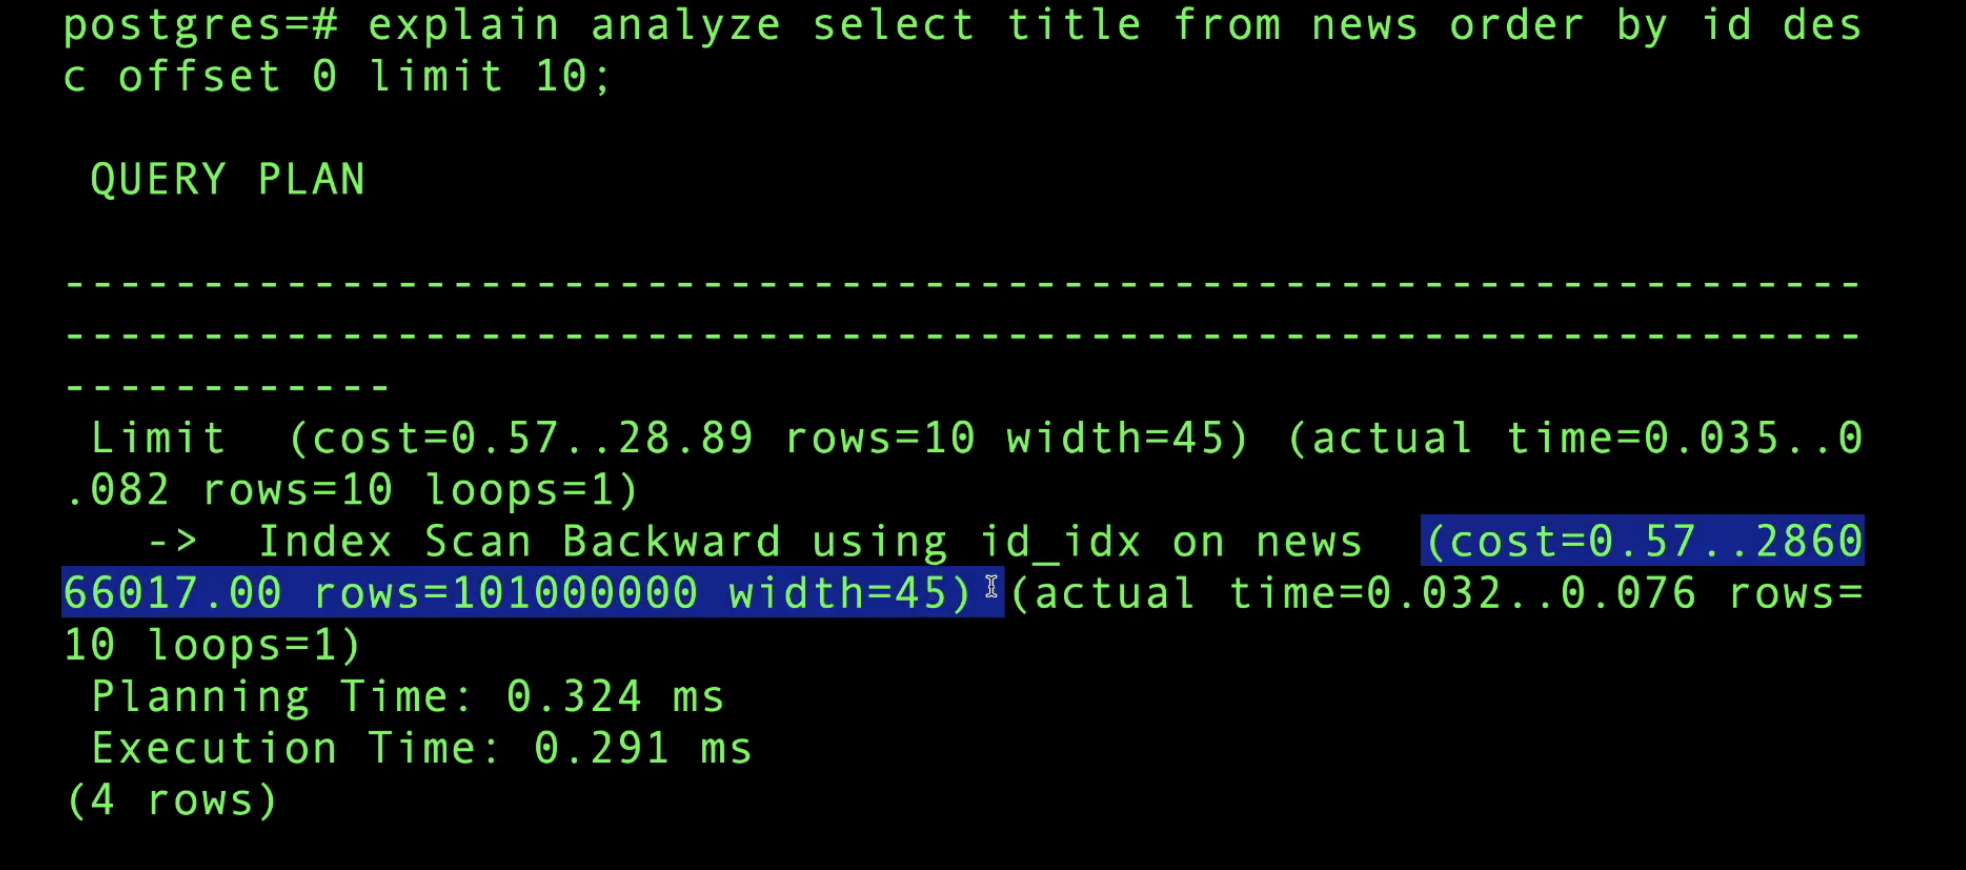 postgres=# explain analyze select title from news order by id des
c offset 0 limit 10;
QUERY PLAN
-----------------------------------------------------------------
-----------------------------------------------------------------
------------
Limit  (cost=0.57..28.89 rows=10 width=45) (actual time=0.035..0
.082 rows=10 loops=1)
->  Index Scan Backward using id_idx on news  (cost=0.57..2860
66017.00 rows=101000000 width=45) (actual time=0.032..0.076 rows=
10 loops=1)
Planning Time: 0.324 ms
Execution Time: 0.291 ms
(4 rows)